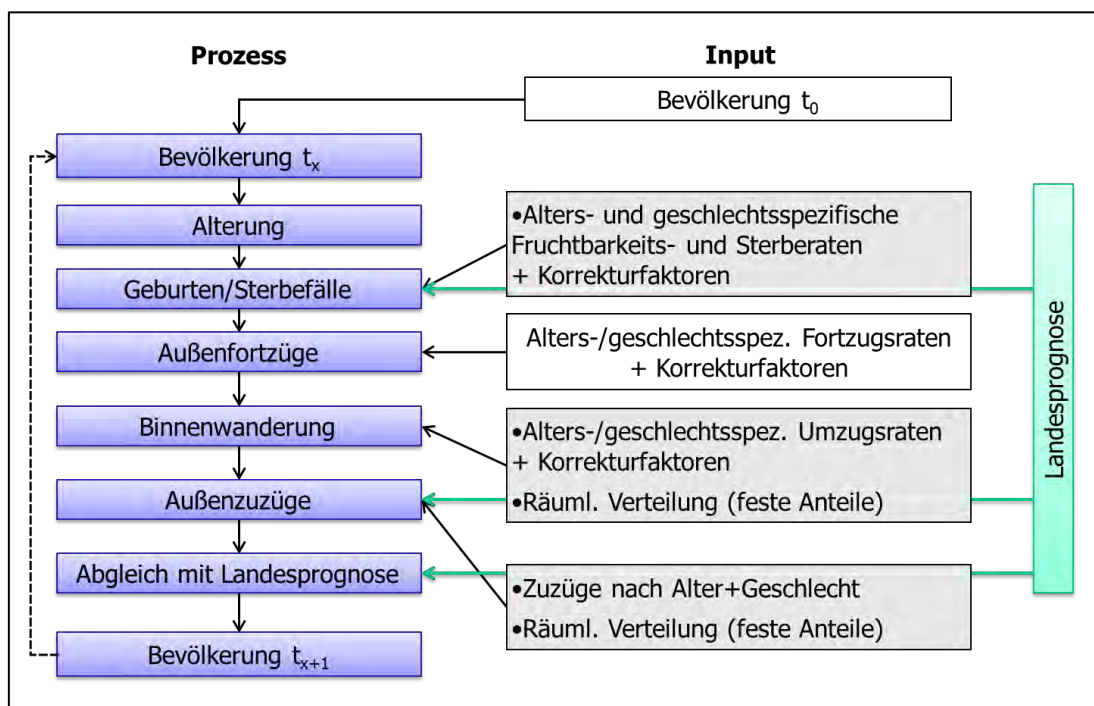 Prozess
Input
Bevölkerung t0
Bevölkerung tx
Alterung
Geburten/Sterbefälle
Außenfortzüge
Binnenwanderung
Außenzuzüge
Abgleich mit Landesprognose
Bevölkerung tx+1
•Alters- und geschlechtsspezifische
Fruchtbarkeits- und Sterberaten
+ Korrekturfaktoren
Alters-/geschlechtsspez. Fortzugsraten
+ Korrekturfaktoren
•Alters-/geschlechtsspez. Umzugsraten
+ Korrekturfaktoren
•Räuml. Verteilung (feste Anteile)
•Zuzüge nach Alter+Geschlecht
•Räuml. Verteilung (feste Anteile)
Landesprognose